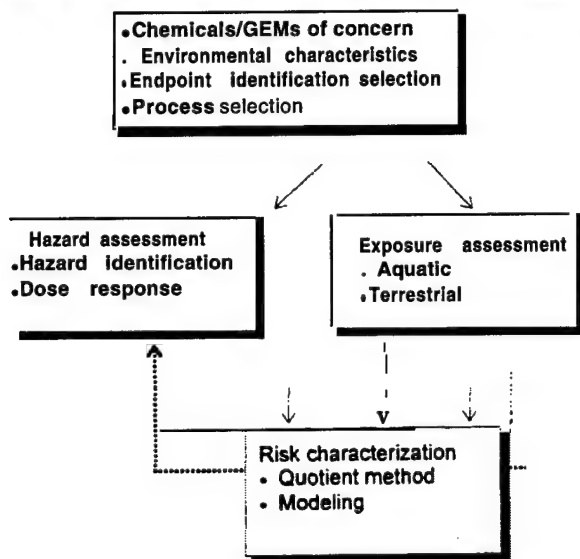 •Chemicals/GEMs of concern
. Environmental characteristics
•Endpoint identification selection
•Process selection
Hazard assessment
•Hazard identification
•Dose response
Exposure assessment
. Aquatic
•Terrestrial
Risk characterization
• Quotient method
• Modeling